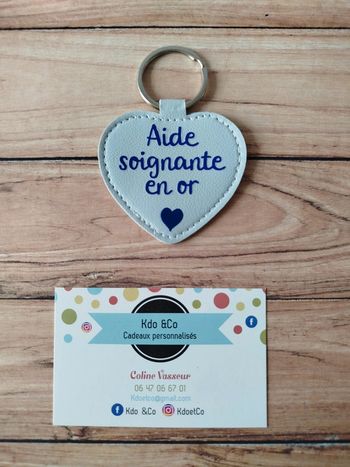 Aide
soignante
en or
Kdo &Co
Cadeaux personnalisés
Coline Vasseur
06 47 06 67 01
Kdoetco@gmail.com
Kdo &Co KdoetCo